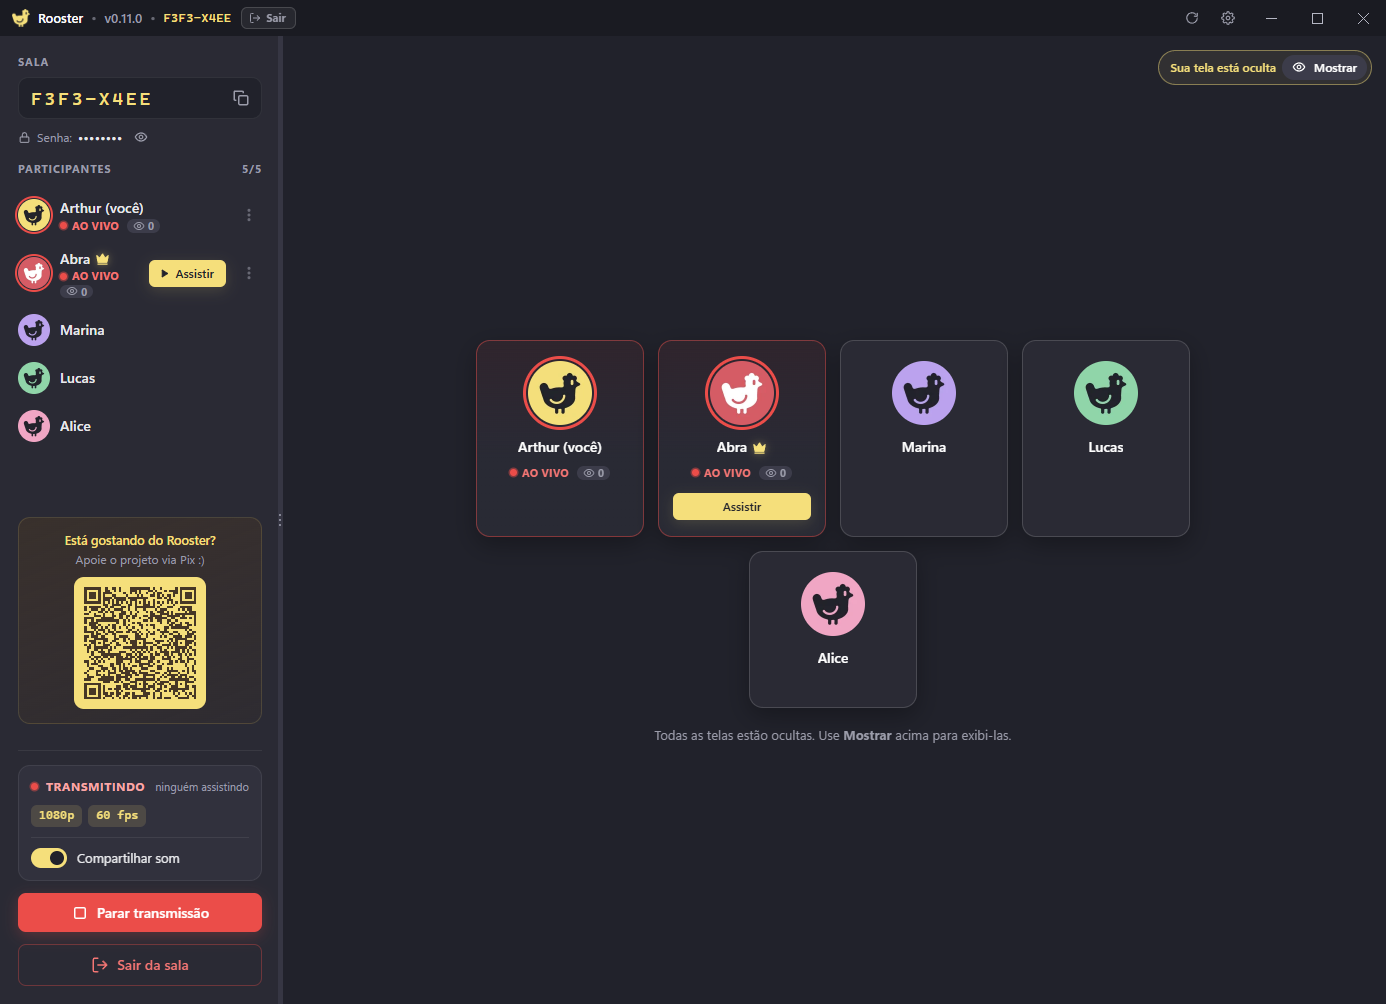 Rooster • v0.11.0 • F3F3-X4EE Sair
SALA
F3F3-X4EE
Senha: ••••••••
PARTICIPANTES 5/5
Arthur (você)
AO VIVO 0
Abra
AO VIVO
0
Assistir
Marina
Lucas
Alice
Está gostando do Rooster?
Apoie o projeto via Pix :)
TRANSMITINDO ninguém assistindo
1080p 60 fps
Compartilhar som
Parar transmissão
Sair da sala
Sua tela está oculta Mostrar
Arthur (você)
AO VIVO 0
Abra
AO VIVO 0
Assistir
Marina
Lucas
Alice
Todas as telas estão ocultas. Use Mostrar acima para exibi-las.